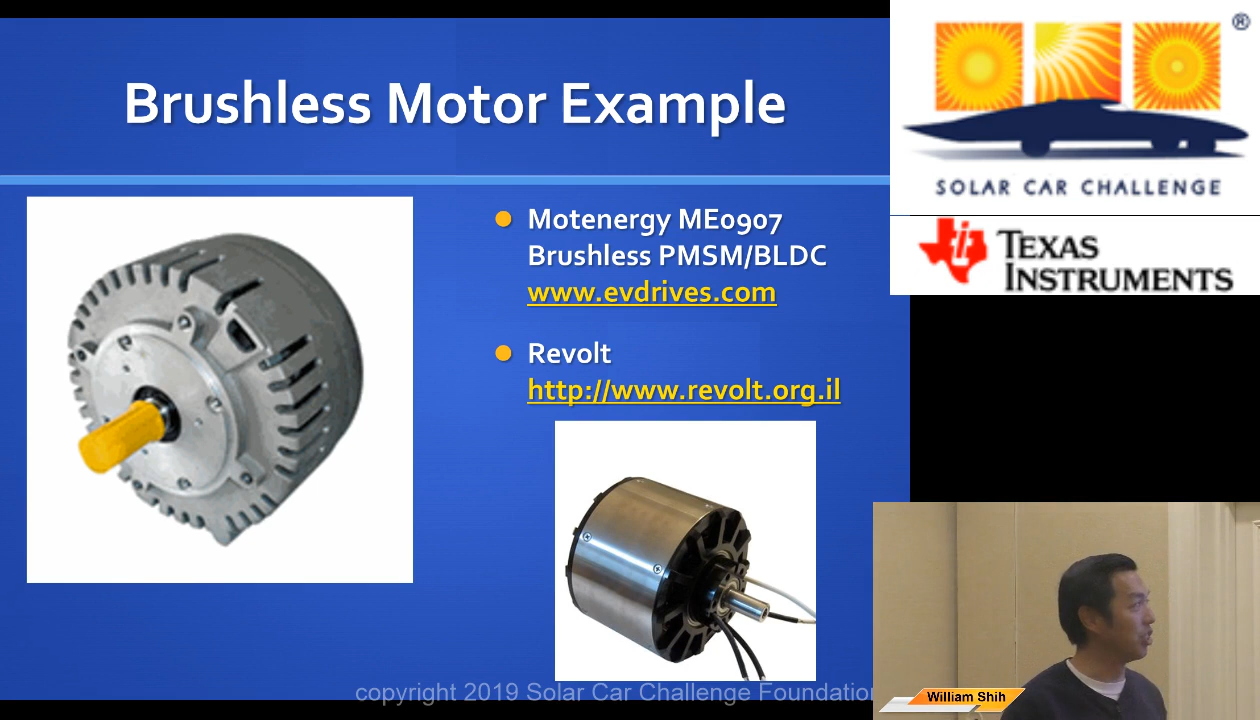 Brushless Motor Example
Motenergy ME0907
Brushless PMSM/BLDC
www.evdrives.com
Revolt
http://www.revolt.org.il
copyright 2019 Solar Car Challenge Foundation
®
SOLAR CAR CHALLENGE
TEXAS
INSTRUMENTS
William Shih